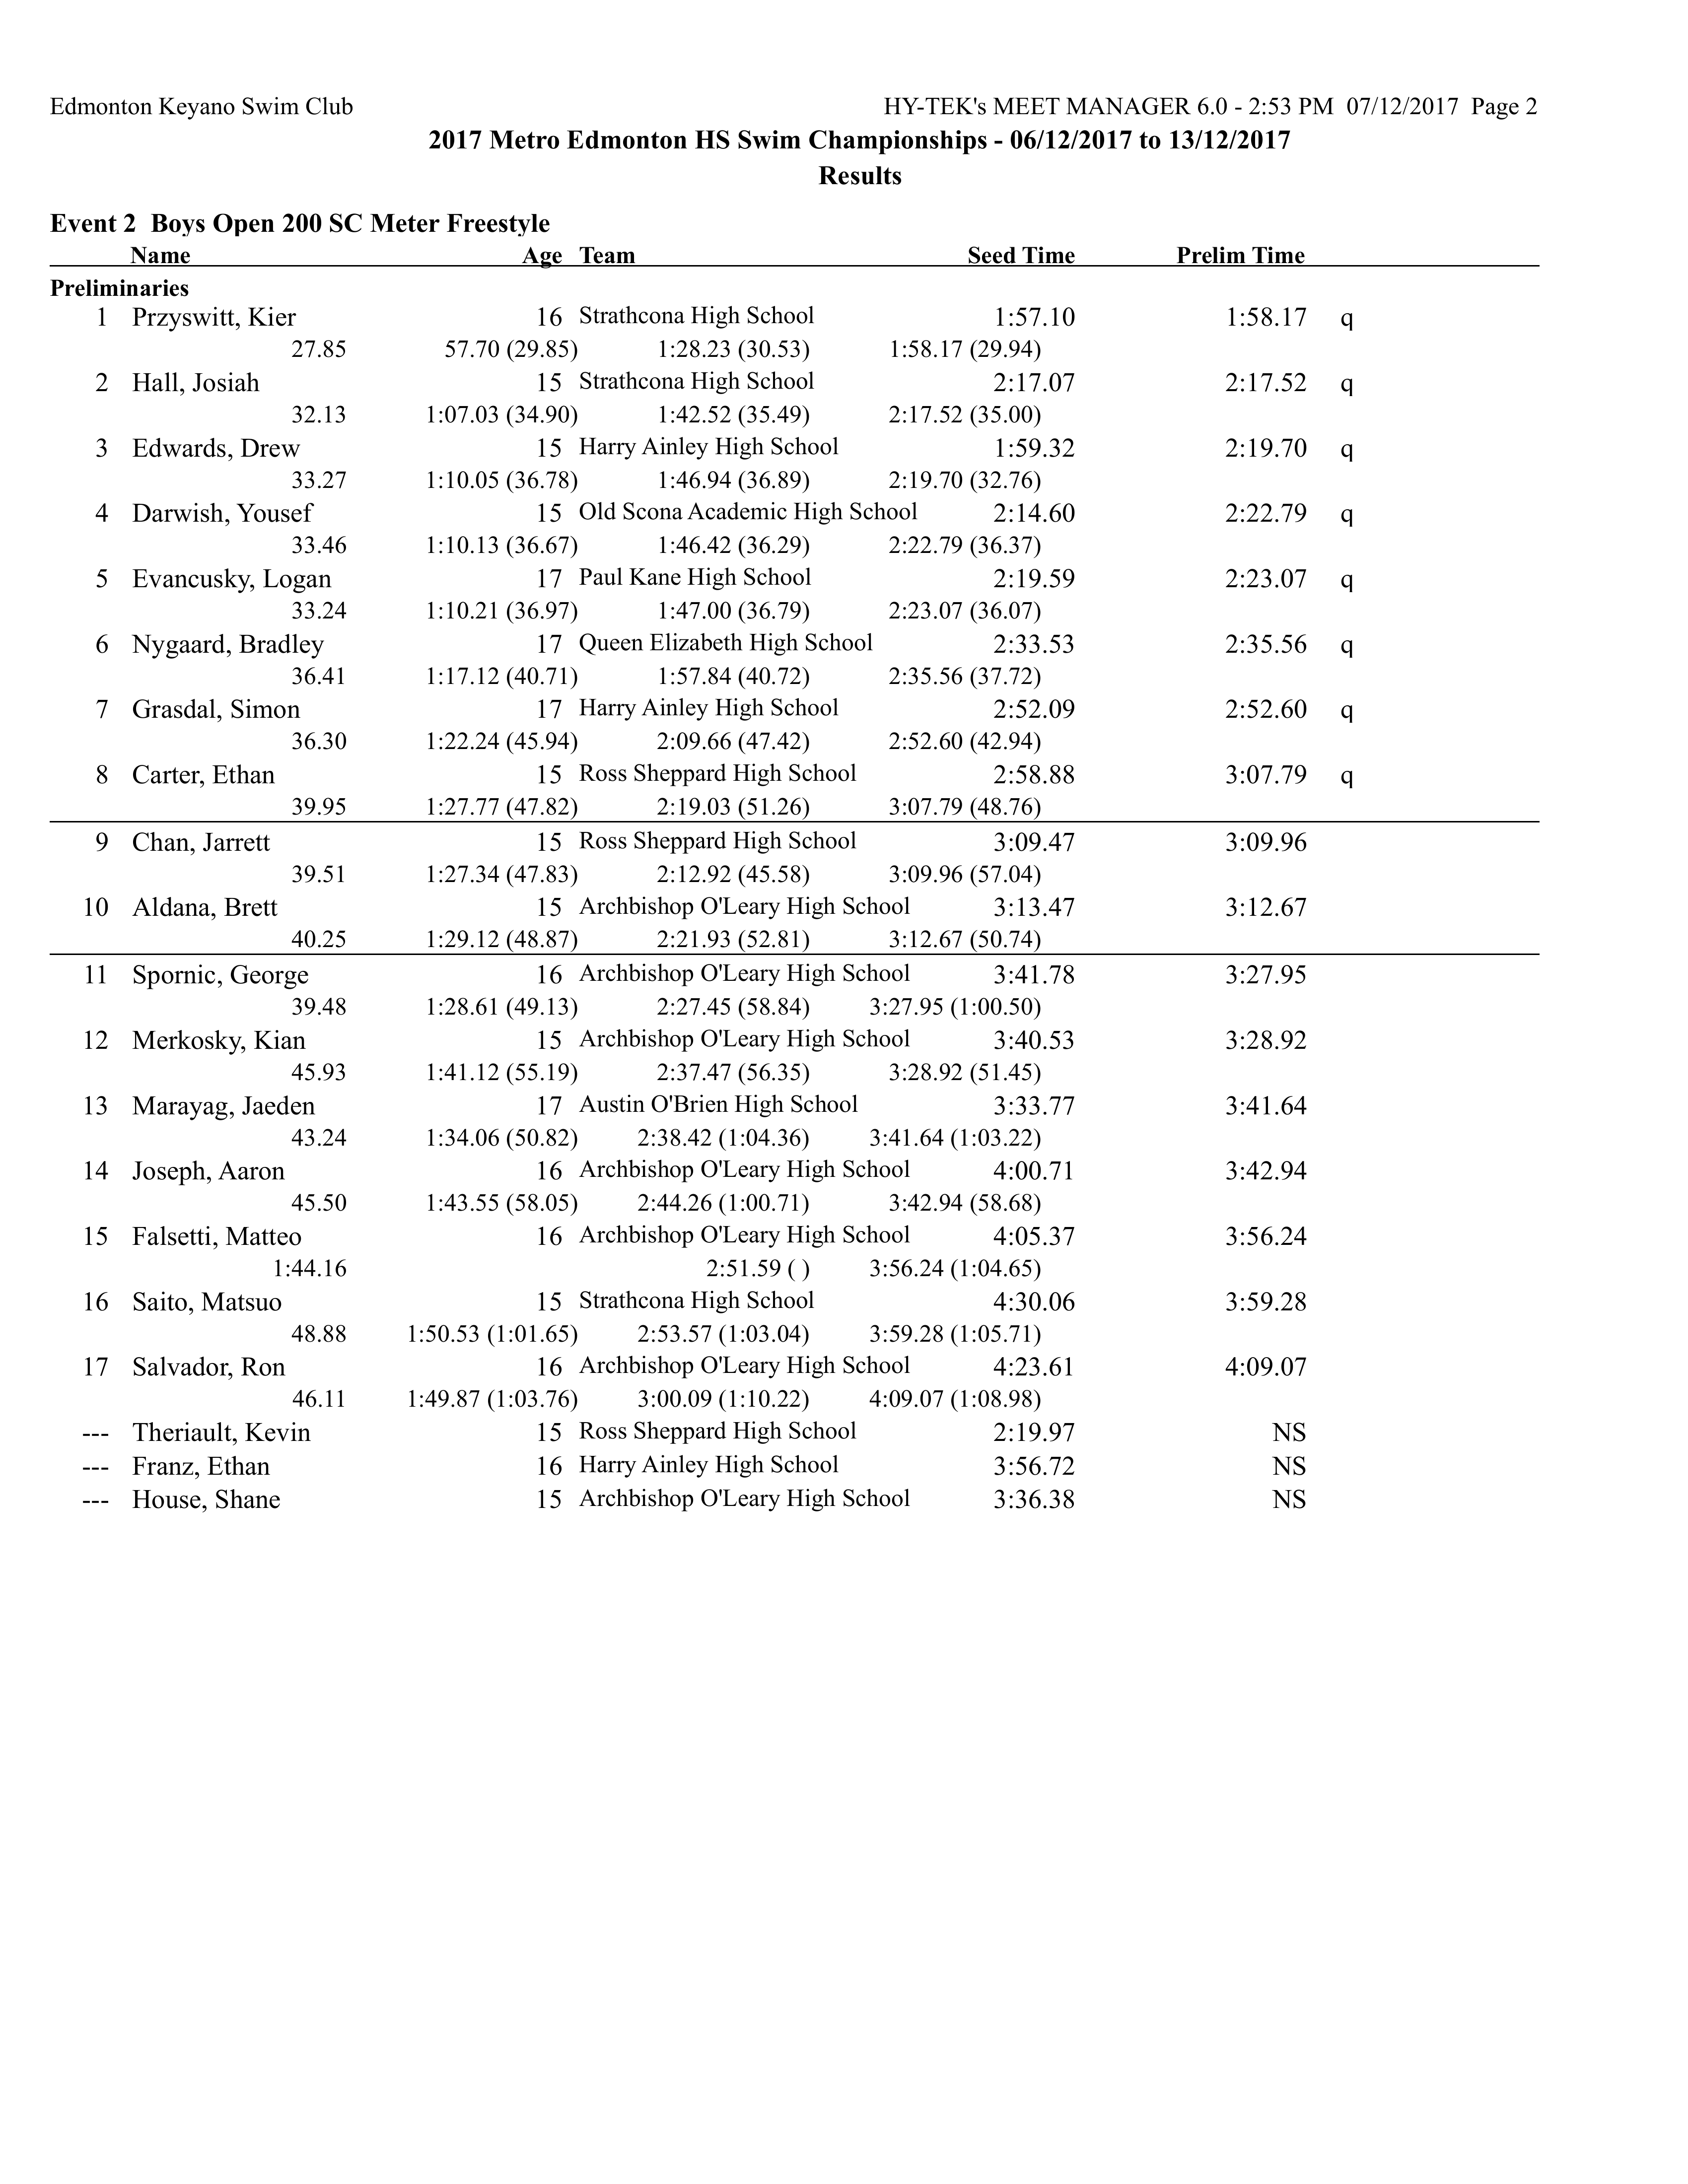 Edmonton Keyano Swim Club HY-TEK's MEET MANAGER 6.0 - 2:53 PM 07/12/2017 Page 2
2017 Metro Edmonton HS Swim Championships - 06/12/2017 to 13/12/2017
Results
Event 2 Boys Open 200 SC Meter Freestyle
Name Age Team Seed Time Prelim Time
Preliminaries
1 Przyswitt, Kier 16 Strathcona High School 1:57.10 1:58.17 q
27.85 57.70 (29.85) 1:28.23 (30.53) 1:58.17 (29.94)
2 Hall, Josiah 15 Strathcona High School 2:17.07 2:17.52 q
32.13 1:07.03 (34.90) 1:42.52 (35.49) 2:17.52 (35.00)
3 Edwards, Drew 15 Harry Ainley High School 1:59.32 2:19.70 q
33.27 1:10.05 (36.78) 1:46.94 (36.89) 2:19.70 (32.76)
4 Darwish, Yousef 15 Old Scona Academic High School 2:14.60 2:22.79 q
33.46 1:10.13 (36.67) 1:46.42 (36.29) 2:22.79 (36.37)
5 Evancusky, Logan 17 Paul Kane High School 2:19.59 2:23.07 q
33.24 1:10.21 (36.97) 1:47.00 (36.79) 2:23.07 (36.07)
6 Nygaard, Bradley 17 Queen Elizabeth High School 2:33.53 2:35.56 q
36.41 1:17.12 (40.71) 1:57.84 (40.72) 2:35.56 (37.72)
7 Grasdal, Simon 17 Harry Ainley High School 2:52.09 2:52.60 q
36.30 1:22.24 (45.94) 2:09.66 (47.42) 2:52.60 (42.94)
8 Carter, Ethan 15 Ross Sheppard High School 2:58.88 3:07.79 q
39.95 1:27.77 (47.82) 2:19.03 (51.26) 3:07.79 (48.76)
9 Chan, Jarrett 15 Ross Sheppard High School 3:09.47 3:09.96
39.51 1:27.34 (47.83) 2:12.92 (45.58) 3:09.96 (57.04)
10 Aldana, Brett 15 Archbishop O'Leary High School 3:13.47 3:12.67
40.25 1:29.12 (48.87) 2:21.93 (52.81) 3:12.67 (50.74)
11 Spornic, George 16 Archbishop O'Leary High School 3:41.78 3:27.95
39.48 1:28.61 (49.13) 2:27.45 (58.84) 3:27.95 (1:00.50)
12 Merkosky, Kian 15 Archbishop O'Leary High School 3:40.53 3:28.92
45.93 1:41.12 (55.19) 2:37.47 (56.35) 3:28.92 (51.45)
13 Marayag, Jaeden 17 Austin O'Brien High School 3:33.77 3:41.64
43.24 1:34.06 (50.82) 2:38.42 (1:04.36) 3:41.64 (1:03.22)
14 Joseph, Aaron 16 Archbishop O'Leary High School 4:00.71 3:42.94
45.50 1:43.55 (58.05) 2:44.26 (1:00.71) 3:42.94 (58.68)
15 Falsetti, Matteo 16 Archbishop O'Leary High School 4:05.37 3:56.24
1:44.16 2:51.59 ( ) 3:56.24 (1:04.65)
16 Saito, Matsuo 15 Strathcona High School 4:30.06 3:59.28
48.88 1:50.53 (1:01.65) 2:53.57 (1:03.04) 3:59.28 (1:05.71)
17 Salvador, Ron 16 Archbishop O'Leary High School 4:23.61 4:09.07
46.11 1:49.87 (1:03.76) 3:00.09 (1:10.22) 4:09.07 (1:08.98)
--- Theriault, Kevin 15 Ross Sheppard High School 2:19.97 NS
--- Franz, Ethan 16 Harry Ainley High School 3:56.72 NS
--- House, Shane 15 Archbishop O'Leary High School 3:36.38 NS